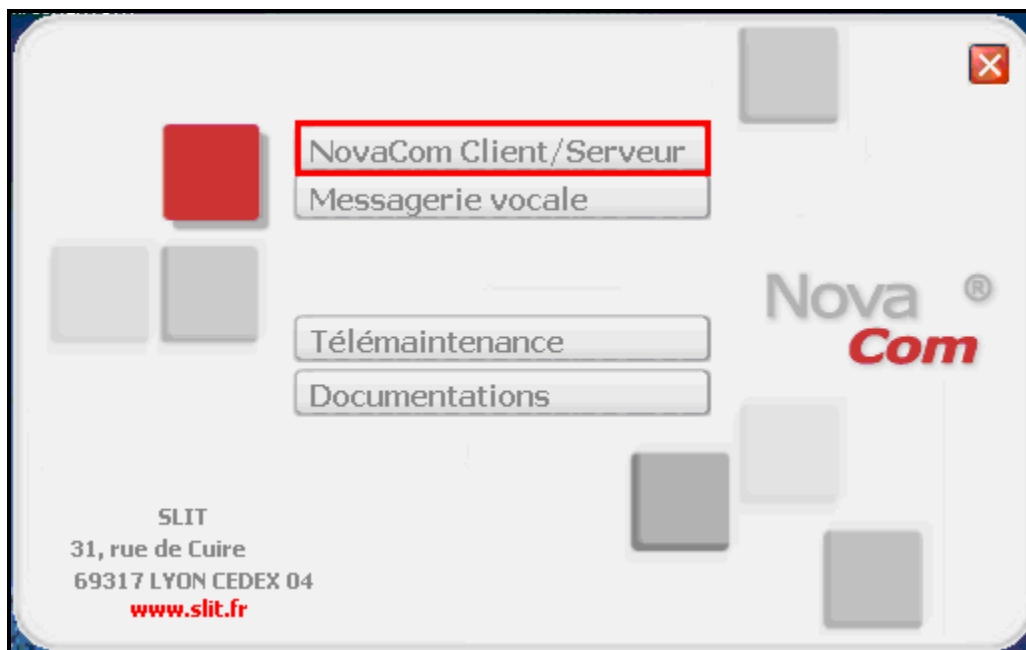 NovaCom Client/Serveur
Messagerie vocale
Nova ®
Com
Télémaintenance
Documentations
SLIT
31, rue de Cuire
69317 LYON CEDEX 04
www.slit.fr